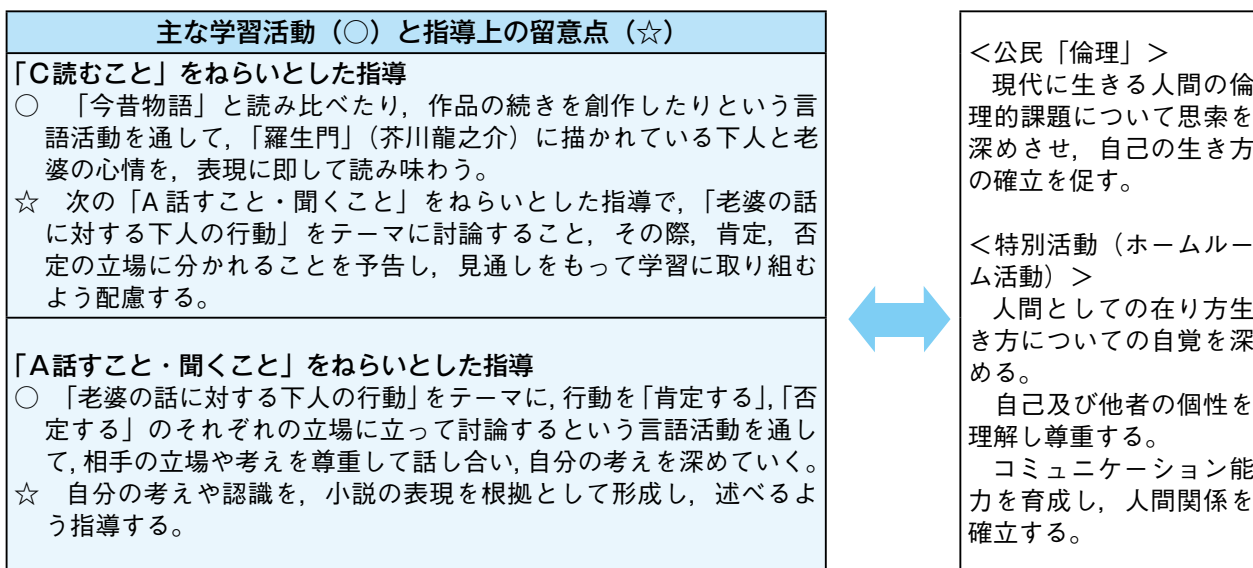 主な学習活動（○）と指導上の留意点（☆）
「C読むこと」をねらいとした指導
○　「今昔物語」と読み比べたり，作品の続きを創作したりという言
語活動を通して，「羅生門」（芥川龍之介）に描かれている下人と老
婆の心情を，表現に即して読み味わう。
☆　次の「A 話すこと・聞くこと」をねらいとした指導で，「老婆の話
に対する下人の行動」をテーマに討論すること，その際，肯定，否
定の立場に分かれることを予告し，見通しをもって学習に取り組む
よう配慮する。
「A話すこと・聞くこと」をねらいとした指導
○　「老婆の話に対する下人の行動」をテーマに，行動を「肯定する」，「否
定する」のそれぞれの立場に立って討論するという言語活動を通し
て，相手の立場や考えを尊重して話し合い，自分の考えを深めていく。
☆　自分の考えや認識を，小説の表現を根拠として形成し，述べるよ
う指導する。
＜公民「倫理」＞
現代に生きる人間の倫
理的課題について思索を
深めさせ，自己の生き方
の確立を促す。
＜特別活動（ホームルー
ム活動）＞
人間としての在り方生
き方についての自覚を深
める。
自己及び他者の個性を
理解し尊重する。
コミュニケーション能
力を育成し，人間関係を
確立する。